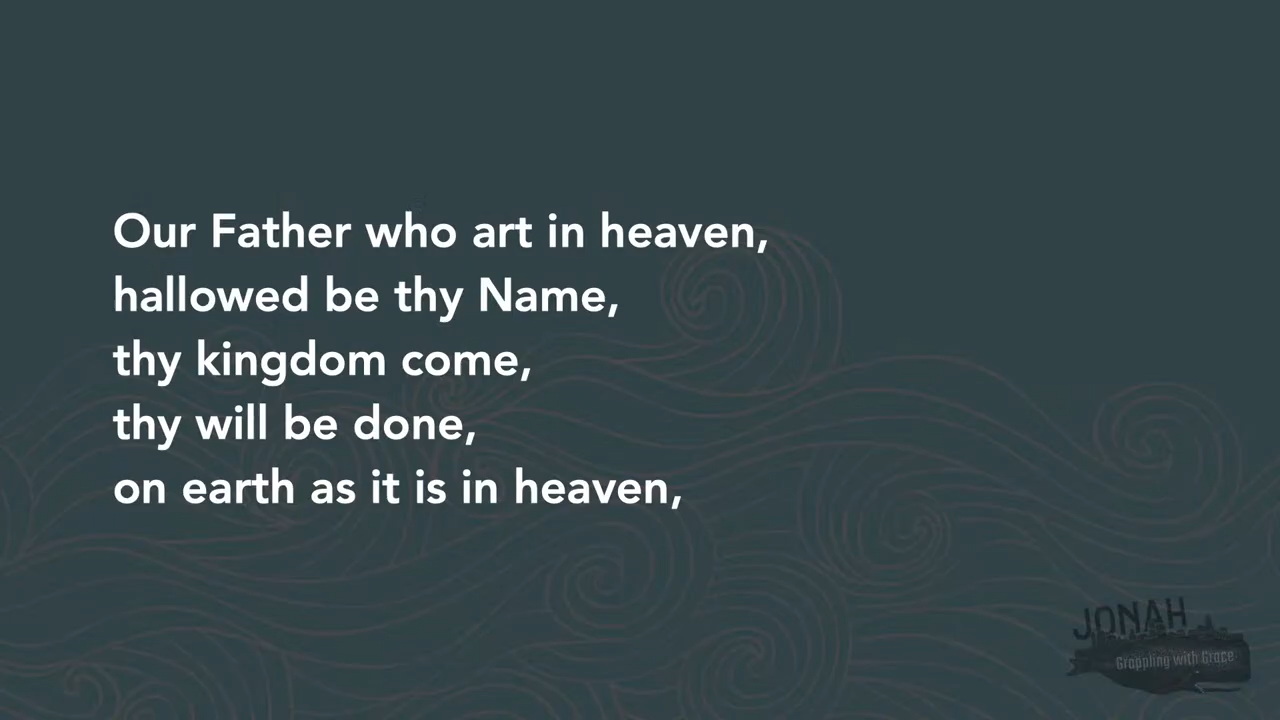 Our Father who art in heaven,
hallowed be thy Name,
thy kingdom come,
thy will be done,
on earth as it is in heaven,
JONAH
Grappling with Grace